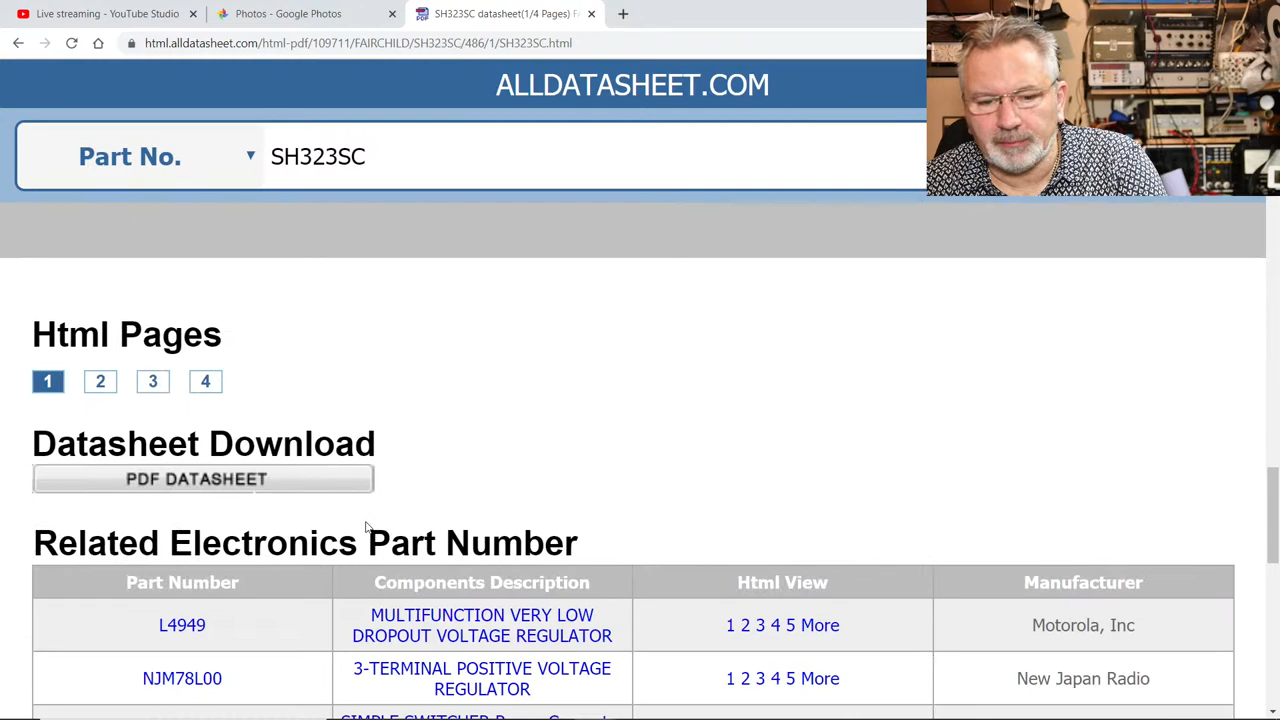 Live streaming - YouTube Studio
Photos - Google Photos
SH323SC datasheet(1/4 Pages) F
html.alldatasheet.com/html-pdf/109711/FAIRCHILD/SH323SC/486/1/SH323SC.html
ALLDATASHEET.COM
Part No. SH323SC
Html Pages
1 2 3 4
Datasheet Download
PDF DATASHEET
Related Electronics Part Number
Part Number Components Description Html View Manufacturer
L4949 MULTIFUNCTION VERY LOW DROPOUT VOLTAGE REGULATOR 1 2 3 4 5 More Motorola, Inc
NJM78L00 3-TERMINAL POSITIVE VOLTAGE REGULATOR 1 2 3 4 5 More New Japan Radio